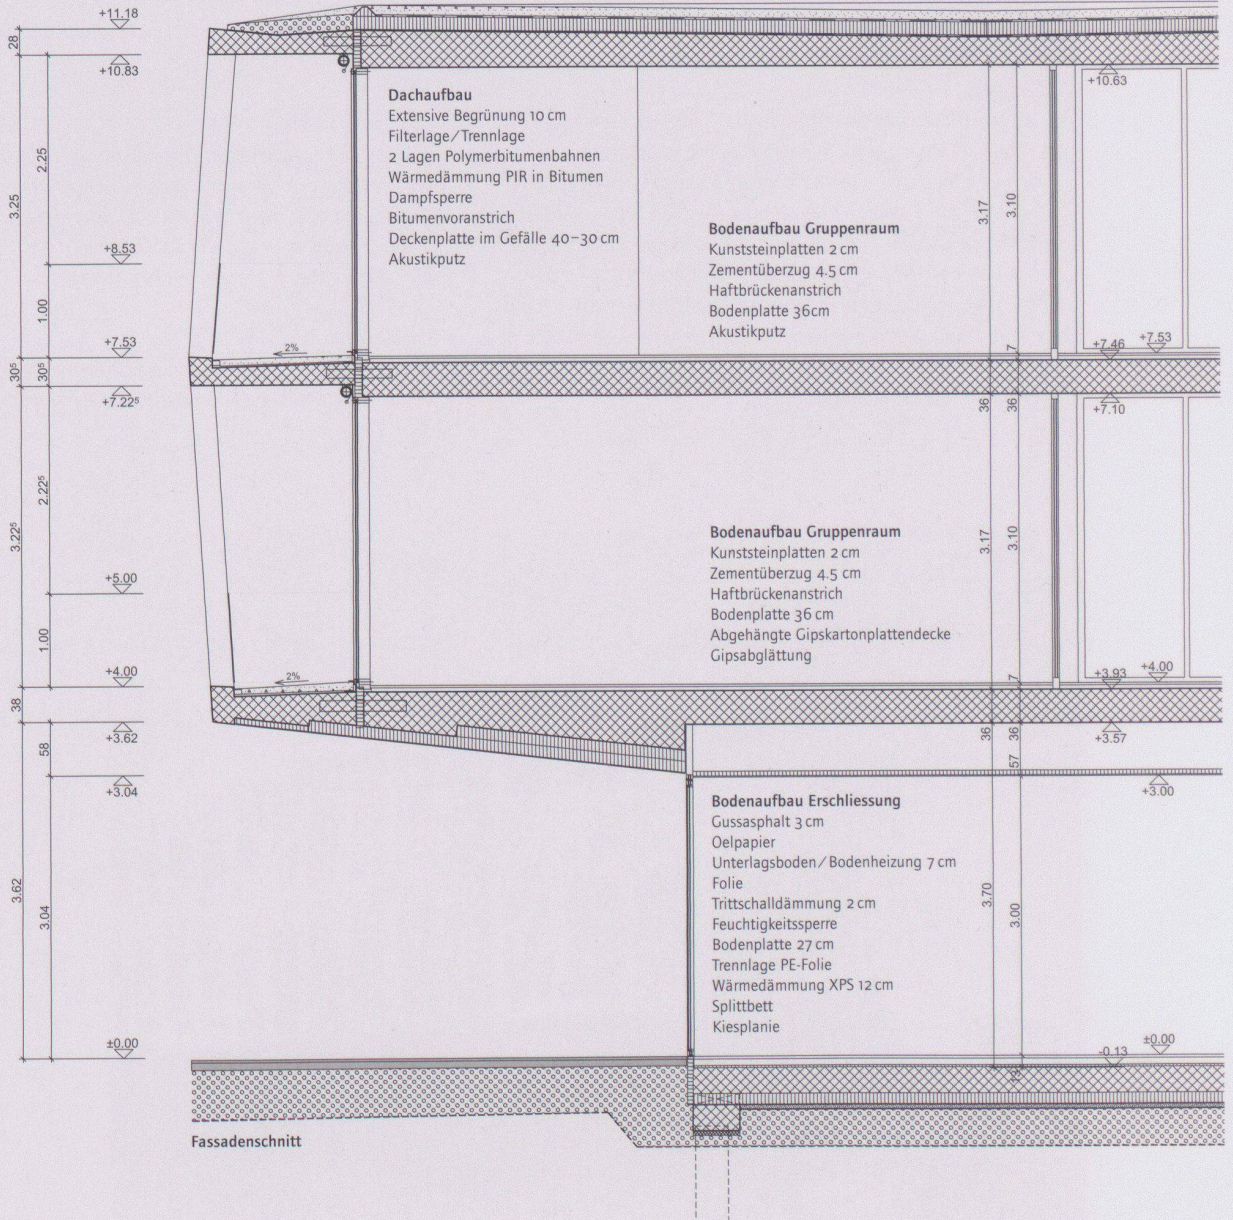 +11.18
28
+10.83
2.25
3.25
+8.53
1.00
+7.53
30⁵
30⁵
+7.22⁵
2.22⁵
3.22⁵
+5.00
1.00
+4.00
38
+3.62
58
+3.04
3.62
3.04
±0.00
Dachaufbau
Extensive Begrünung 10 cm
Filterlage/Trennlage
2 Lagen Polymerbitumenbahnen
Wärmedämmung PIR in Bitumen
Dampfsperre
Bitumenvoranstrich
Deckenplatte im Gefälle 40–30 cm
Akustikputz
2%
Bodenaufbau Gruppenraum
Kunststeinplatten 2 cm
Zementüberzug 4.5 cm
Haftbrückenanstrich
Bodenplatte 36cm
Akustikputz
3.17
3.10
+10.63
7
+7.46
+7.53
36
36
+7.10
Bodenaufbau Gruppenraum
Kunststeinplatten 2 cm
Zementüberzug 4.5 cm
Haftbrückenanstrich
Bodenplatte 36 cm
Abgehängte Gipskartonplattendecke
Gipsabglättung
2%
3.17
3.10
7
+3.93
+4.00
36
36
+3.57
57
+3.00
Bodenaufbau Erschliessung
Gussasphalt 3 cm
Oelpapier
Unterlagsboden/Bodenheizung 7 cm
Folie
Trittschalldämmung 2 cm
Feuchtigkeitssperre
Bodenplatte 27 cm
Trennlage PE-Folie
Wärmedämmung XPS 12 cm
Splittbett
Kiesplanie
3.70
3.00
-0.13
±0.00
13
Fassadenschnitt